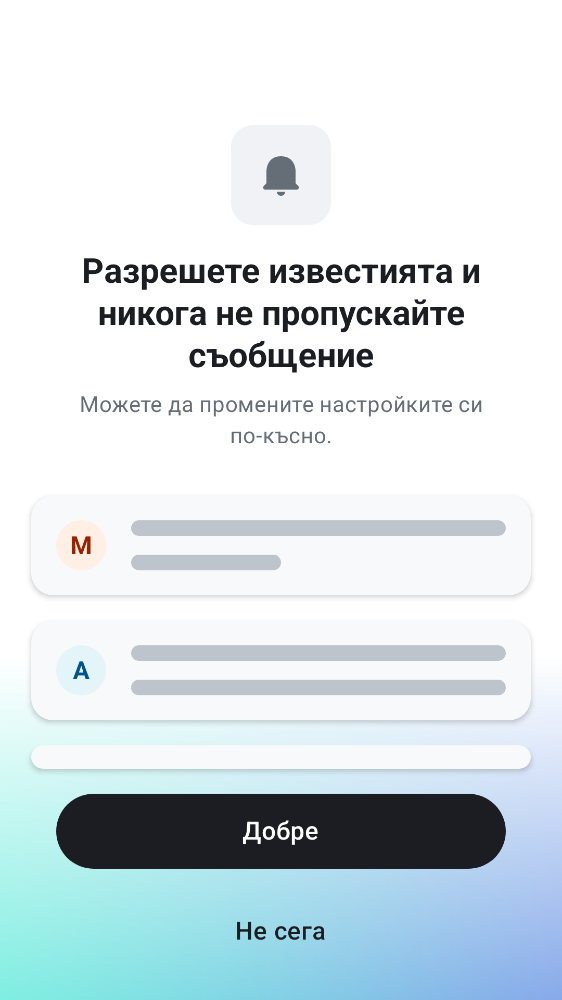 Разрешете известията и
никога не пропускайте
съобщение
Можете да промените настройките си
по-късно.
M
A
Добре
Не сега